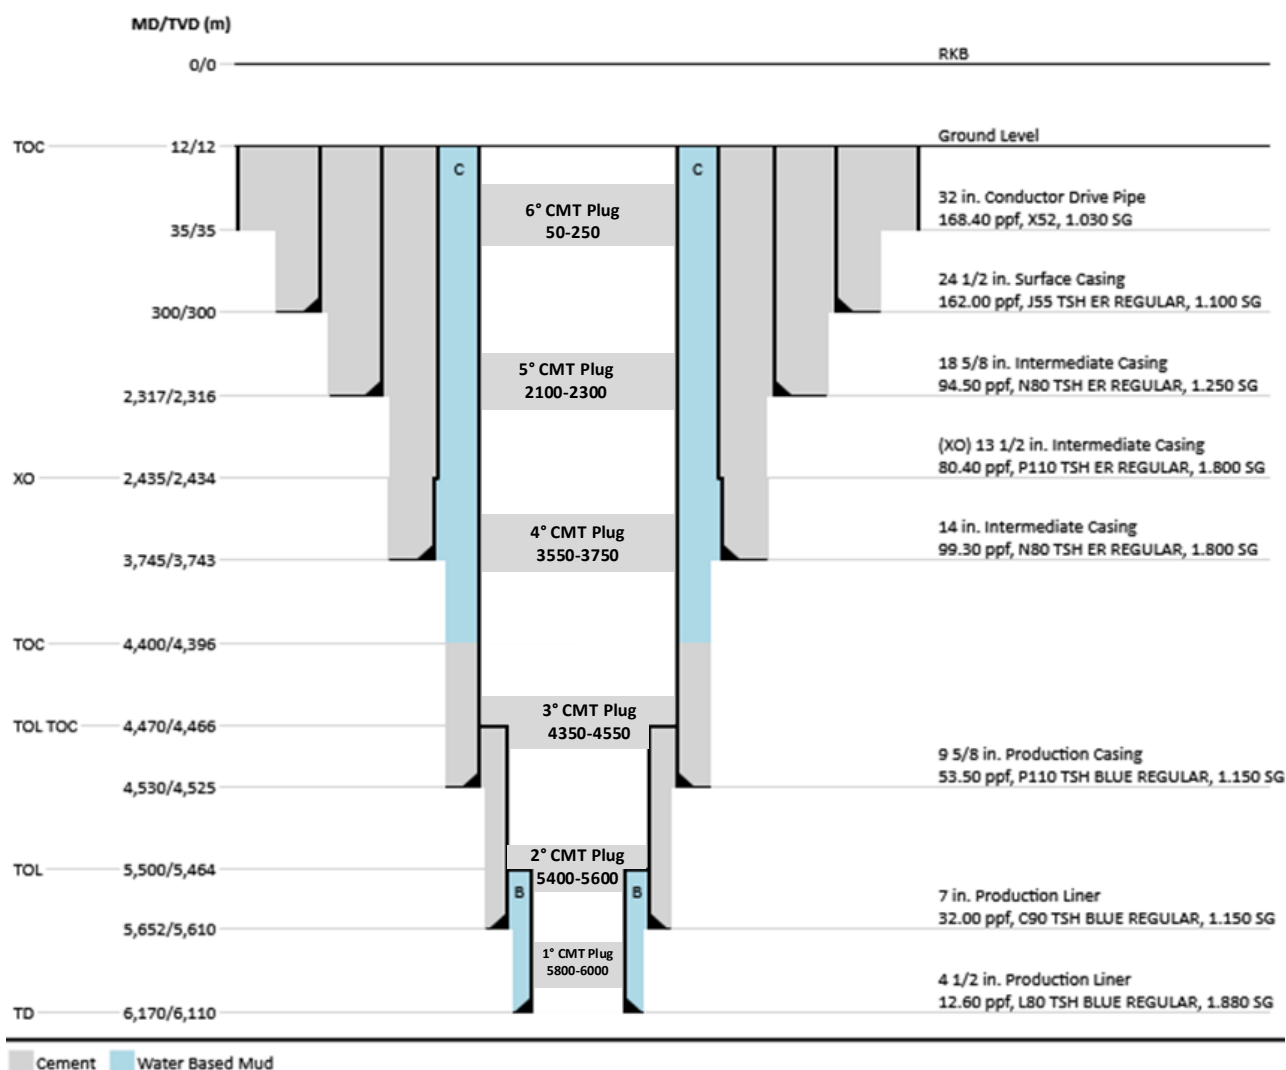 MD/TVD (m)
RKB
0/0
Ground Level
TOC 12/12
C C
32 in. Conductor Drive Pipe
168.40 ppf, X52, 1.030 SG
6° CMT Plug
50-250
35/35
24 1/2 in. Surface Casing
162.00 ppf, J55 TSH ER REGULAR, 1.100 SG
300/300
18 5/8 in. Intermediate Casing
94.50 ppf, N80 TSH ER REGULAR, 1.250 SG
5° CMT Plug
2100-2300
2,317/2,316
(XO) 13 1/2 in. Intermediate Casing
80.40 ppf, P110 TSH ER REGULAR, 1.800 SG
XO 2,435/2,434
14 in. Intermediate Casing
99.30 ppf, N80 TSH ER REGULAR, 1.800 SG
4° CMT Plug
3550-3750
3,745/3,743
TOC 4,400/4,396
3° CMT Plug
4350-4550
TOL TOC 4,470/4,466
9 5/8 in. Production Casing
53.50 ppf, P110 TSH BLUE REGULAR, 1.150 SG
4,530/4,525
2° CMT Plug
5400-5600
TOL 5,500/5,464
B B
7 in. Production Liner
32.00 ppf, C90 TSH BLUE REGULAR, 1.150 SG
5,652/5,610
1° CMT Plug
5800-6000
4 1/2 in. Production Liner
12.60 ppf, L80 TSH BLUE REGULAR, 1.880 SG
TD 6,170/6,110
Cement Water Based Mud